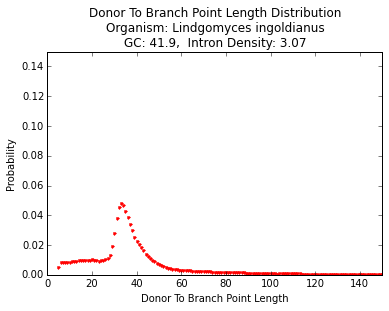 Donor To Branch Point Length Distribution
Organism: Lindgomyces ingoldianus
GC: 41.9,  Intron Density: 3.07
0.14
0.12
0.10
0.08
0.06
0.04
0.02
0.00
Probability
0 20 40 60 80 100 120 140
Donor To Branch Point Length